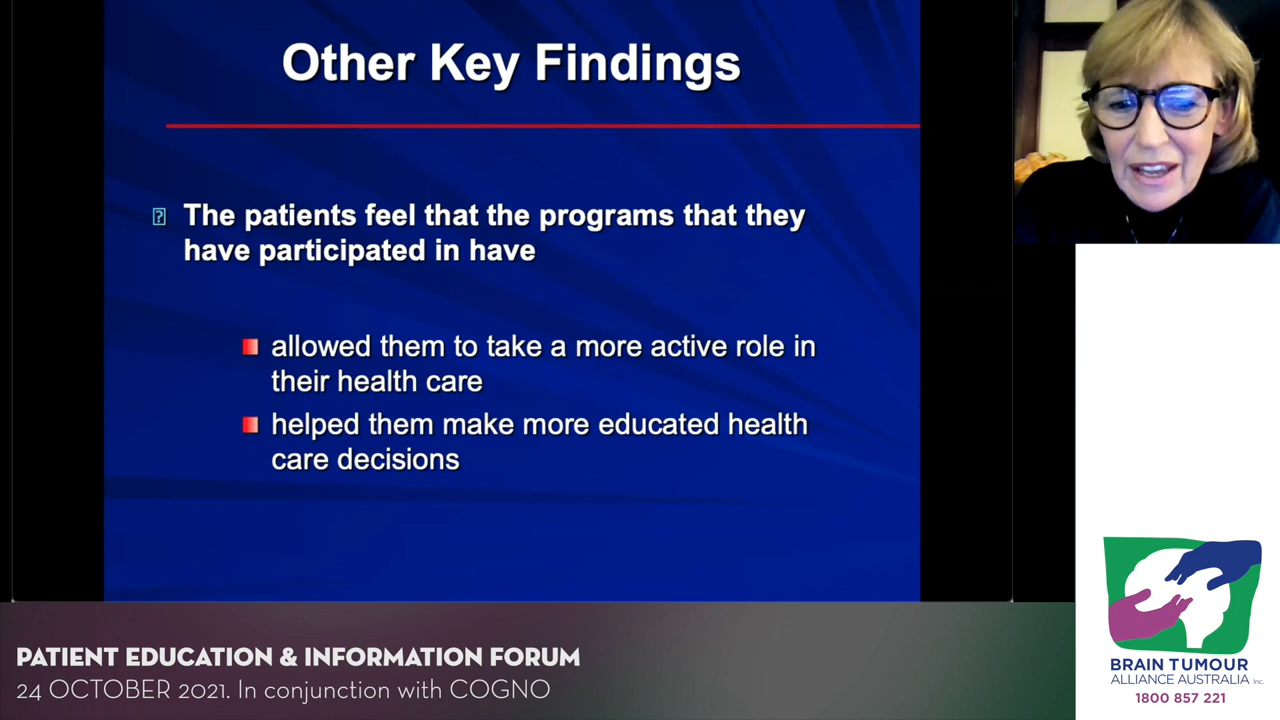 Other Key Findings
The patients feel that the programs that they
have participated in have
allowed them to take a more active role in
their health care
helped them make more educated health
care decisions
PATIENT EDUCATION & INFORMATION FORUM
24 OCTOBER 2021. In conjunction with COGNO
BRAIN TUMOUR
ALLIANCE AUSTRALIA Inc.
1800 857 221